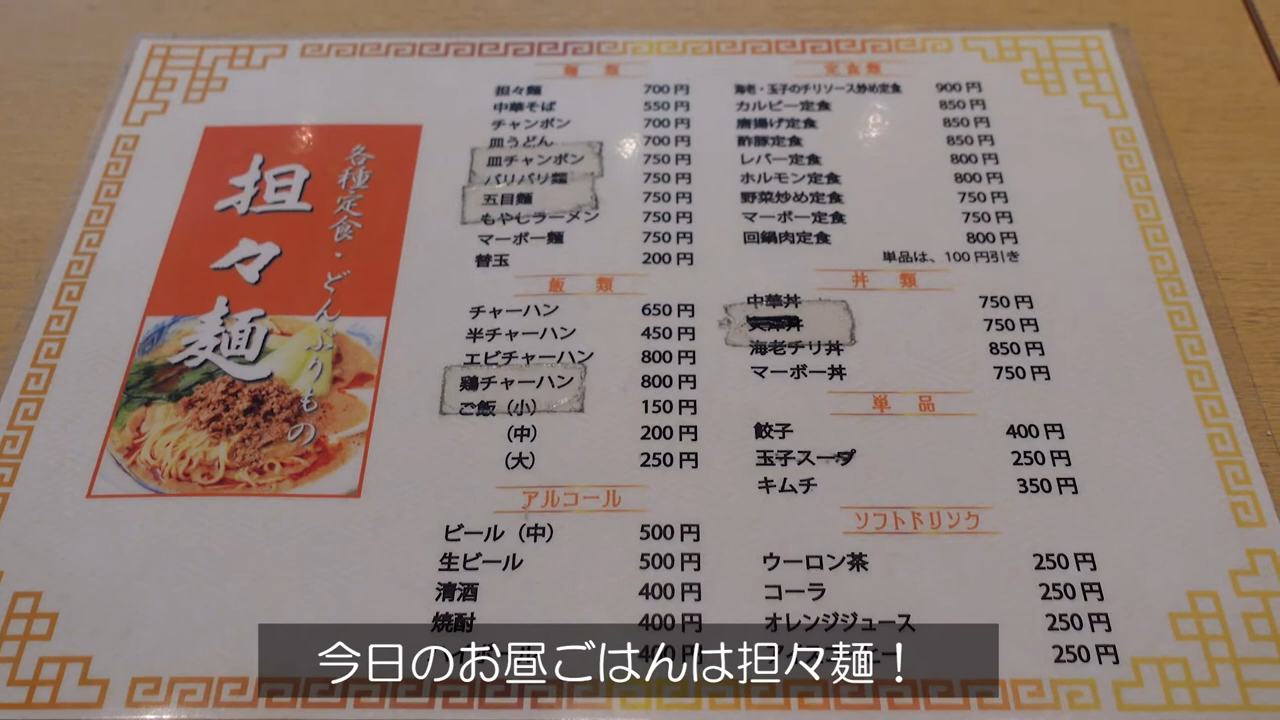 担々麺
各種定食・どんぶりもの
麺類
担々麺 700円
中華そば 550円
チャンポン 700円
皿うどん 700円
皿チャンポン 750円
パリパリ麺 750円
五目麺 750円
もやしラーメン 750円
マーボー麺 750円
替玉 200円
飯類
チャーハン 650円
半チャーハン 450円
エビチャーハン 800円
鶏チャーハン 800円
ご飯（小） 150円
（中） 200円
（大） 250円
アルコール
ビール（中） 500円
生ビール 500円
清酒 400円
焼酎 400円
定食類
海老・玉子のチリソース炒め定食 900円
カルビー定食 850円
唐揚げ定食 850円
酢豚定食 850円
レバー定食 800円
ホルモン定食 800円
野菜炒め定食 750円
マーボー定食 750円
回鍋肉定食 800円
単品は、100円引き
丼類
中華丼 750円
天津丼 750円
海老チリ丼 850円
マーボー丼 750円
単品
餃子 400円
玉子スープ 250円
キムチ 350円
ソフトドリンク
ウーロン茶 250円
コーラ 250円
オレンジジュース 250円
250円
今日のお昼ごはんは担々麺！